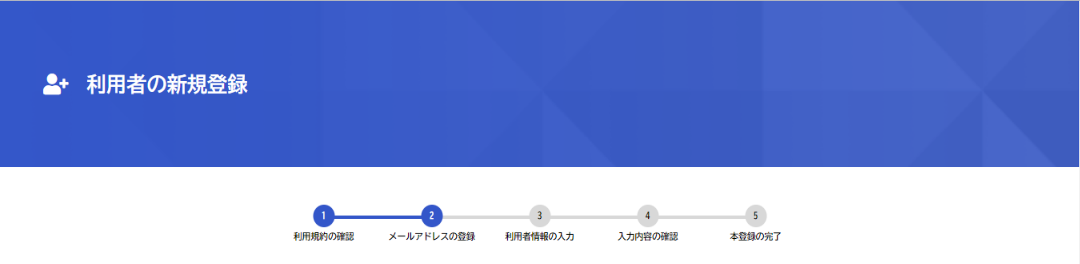 利用者の新規登録
1 2 3 4 5
利用規約の確認 メールアドレスの登録 利用者情報の入力 入力内容の確認 本登録の完了